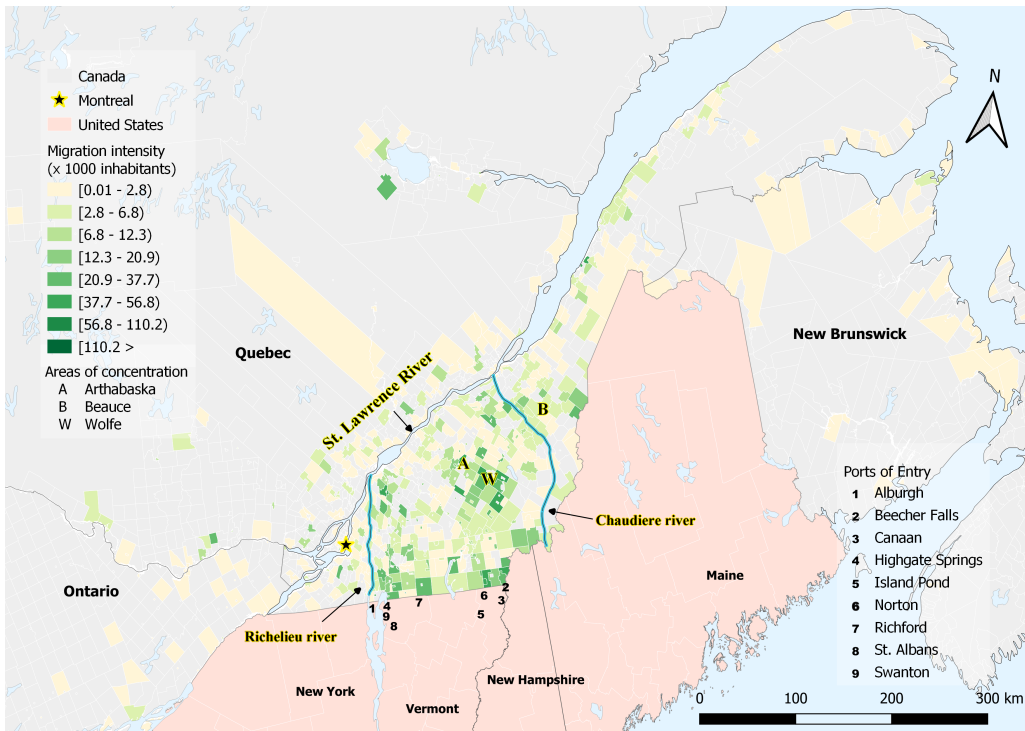 Canada
Montreal
United States
Migration intensity
(x 1000 inhabitants)
[0.01 - 2.8)
[2.8 - 6.8)
[6.8 - 12.3)
[12.3 - 20.9)
[20.9 - 37.7)
[37.7 - 56.8)
[56.8 - 110.2)
[110.2 >
Areas of concentration
A Arthabaska
B Beauce
W Wolfe
N
Quebec
New Brunswick
St. Lawrence River
B
A
W
Chaudiere river
Ontario
Richelieu river
Maine
1
4
9
8
7
6
5
2
3
New York
Vermont
New Hampshire
Ports of Entry
1 Alburgh
2 Beecher Falls
3 Canaan
4 Highgate Springs
5 Island Pond
6 Norton
7 Richford
8 St. Albans
9 Swanton
0 100 200 300 km